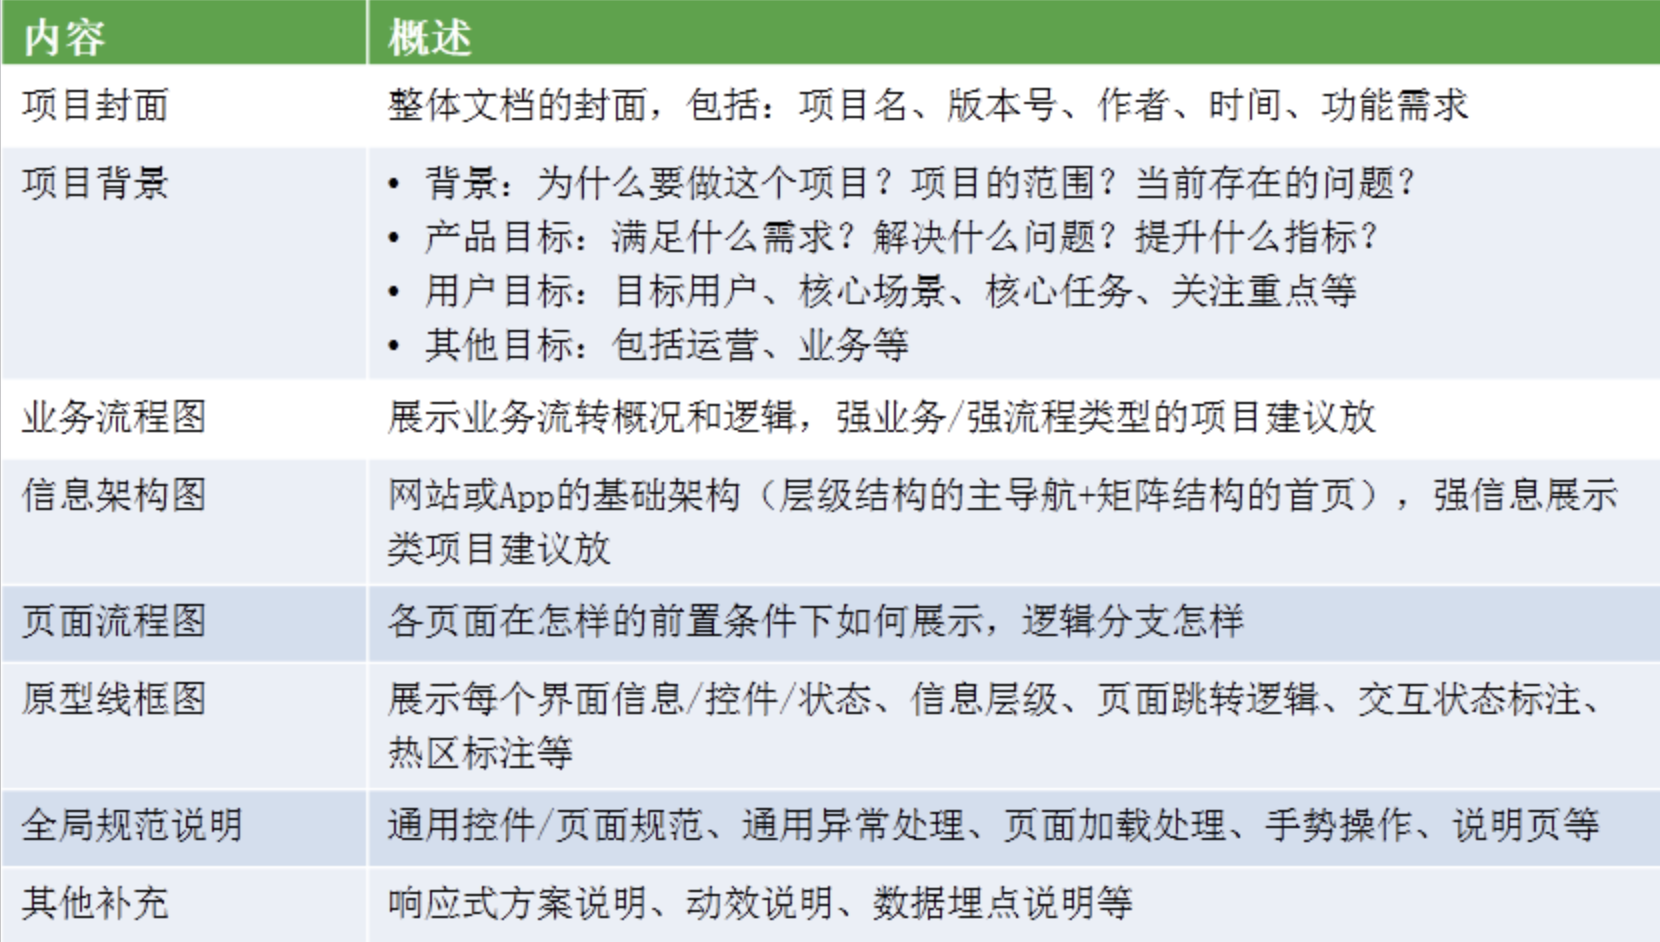 内容 概述
项目封面 整体文档的封面，包括：项目名、版本号、作者、时间、功能需求
项目背景 • 背景：为什么要做这个项目？项目的范围？当前存在的问题？
• 产品目标：满足什么需求？解决什么问题？提升什么指标？
• 用户目标：目标用户、核心场景、核心任务、关注重点等
• 其他目标：包括运营、业务等
业务流程图 展示业务流转概况和逻辑，强业务/强流程类型的项目建议放
信息架构图 网站或App的基础架构（层级结构的主导航+矩阵结构的首页），强信息展示
类项目建议放
页面流程图 各页面在怎样的前置条件下如何展示，逻辑分支怎样
原型线框图 展示每个界面信息/控件/状态、信息层级、页面跳转逻辑、交互状态标注、
热区标注等
全局规范说明 通用控件/页面规范、通用异常处理、页面加载处理、手势操作、说明页等
其他补充 响应式方案说明、动效说明、数据埋点说明等